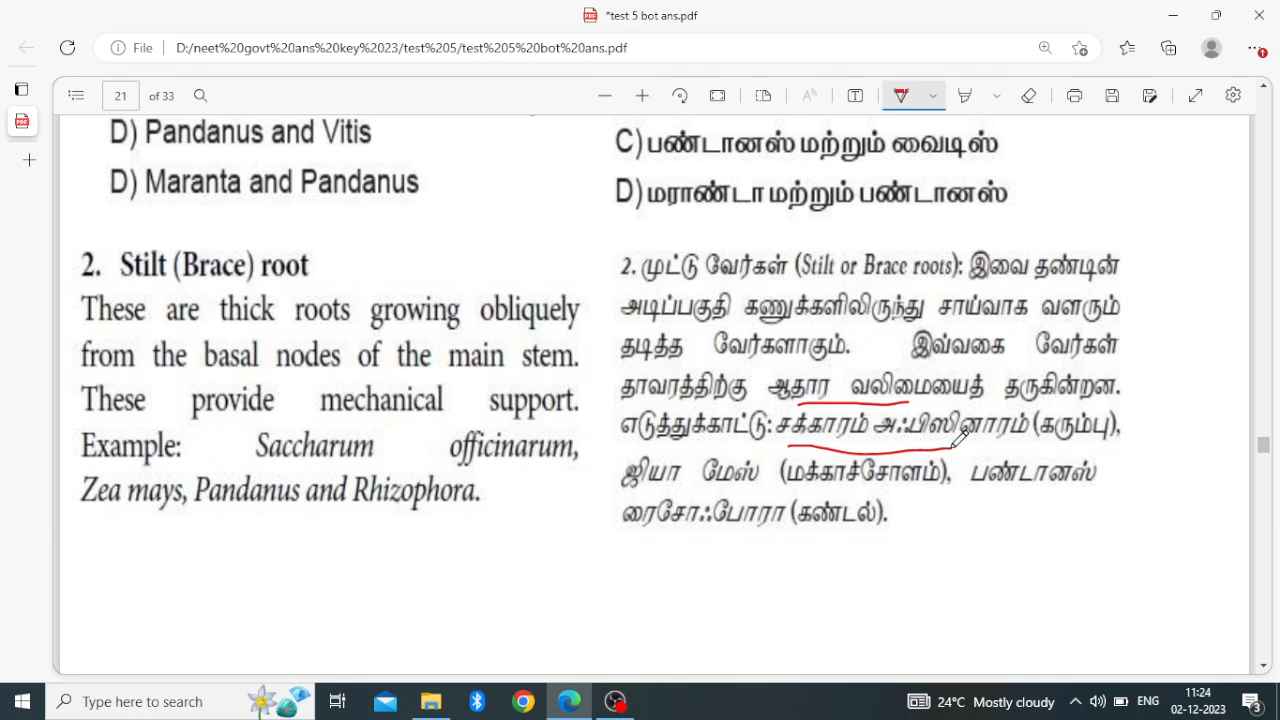 *test 5 bot ans.pdf
File
D:/neet%20govt%20ans%20key%202023/test%205/test%205%20bot%20ans.pdf
21 of 33
D) Pandanus and Vitis
D) Maranta and Pandanus
C) பண்டானஸ் மற்றும் வைடிஸ்
D) மராண்டா மற்றும் பண்டானஸ்
2. Stilt (Brace) root
These are thick roots growing obliquely
from the basal nodes of the main stem.
These provide mechanical support.
Example: Saccharum officinarum,
Zea mays, Pandanus and Rhizophora.
2. முட்டு வேர்கள் (Stilt or Brace roots): இவை தண்டின்
அடிப்பகுதி கணுக்களிலிருந்து சாய்வாக வளரும்
தடித்த வேர்களாகும். இவ்வகை வேர்கள்
தாவரத்திற்கு ஆதார வலிமையைத் தருகின்றன.
எடுத்துக்காட்டு: சக்காரம் அஃபிஸினாரம் (கரும்பு),
ஜியா மேஸ் (மக்காச்சோளம்), பண்டானஸ்
ரைசோஃபோரா (கண்டல்).
Type here to search
24°C Mostly cloudy
ENG
11:24
02-12-2023
3